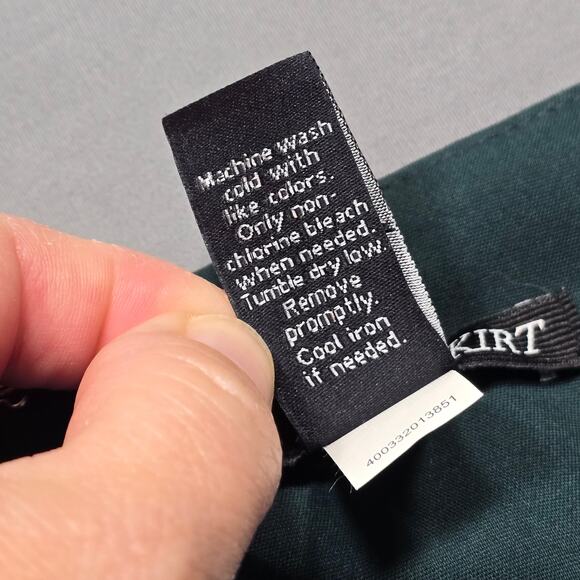 Machine wash
cold with
like colors.
Only non-
chlorine bleach
when needed.
Tumble dry low.
Remove
promptly.
Cool iron
if needed.
400332013851
KIRT